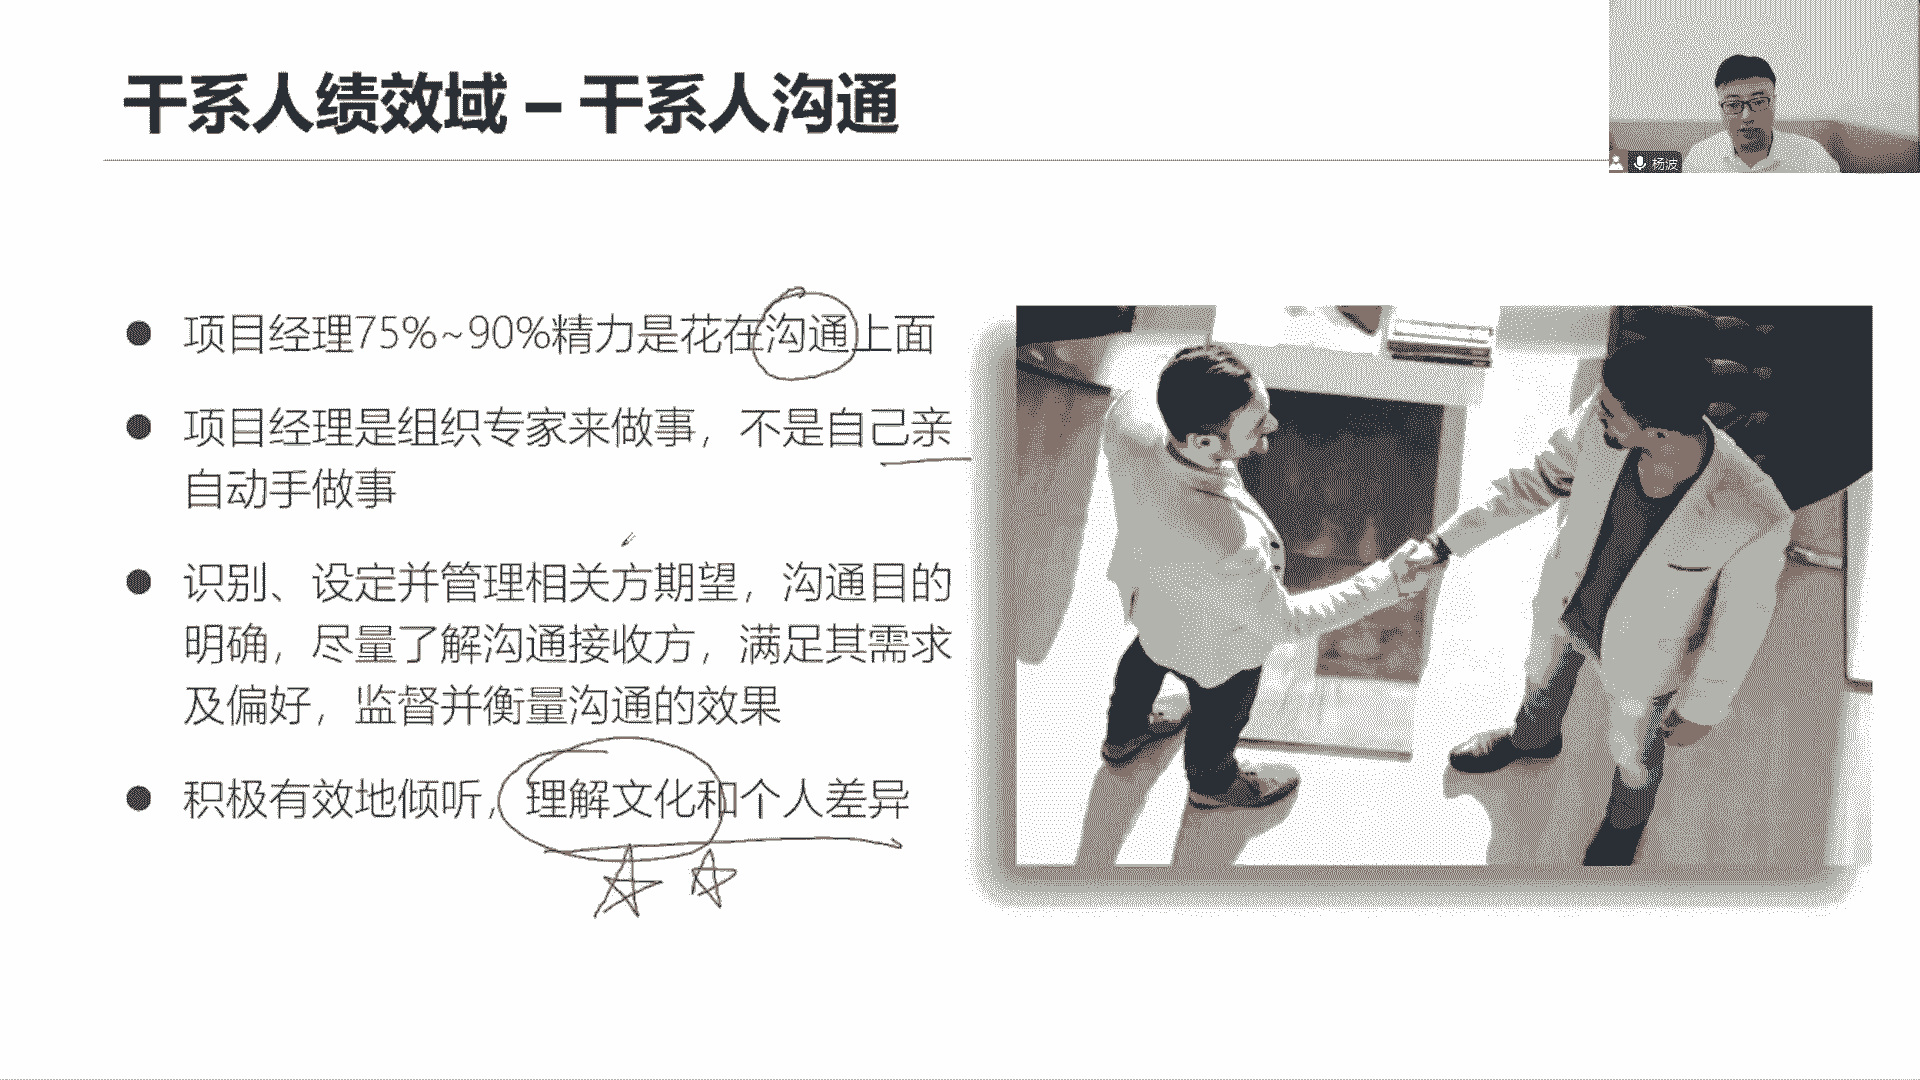 干系人绩效域 – 干系人沟通
杨波
● 项目经理75%~90%精力是花在沟通上面
● 项目经理是组织专家来做事，不是自己亲
自动手做事
● 识别、设定并管理相关方期望，沟通目的
明确，尽量了解沟通接收方，满足其需求
及偏好，监督并衡量沟通的效果
● 积极有效地倾听，理解文化和个人差异